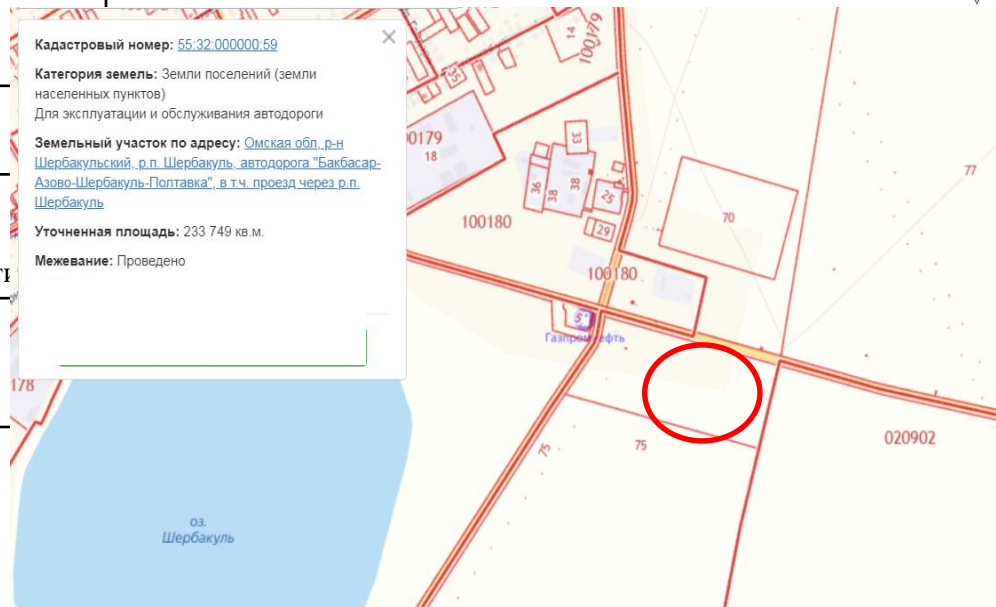 Кадастровый номер: 55:32:000000:59
Категория земель: Земли поселений (земли
населенных пунктов)
Для эксплуатации и обслуживания автодороги
Земельный участок по адресу: Омская обл, р-н
Шербакульский, р.п. Шербакуль, автодорога "Бакбасар-
Азово-Шербакуль-Полтавка", в т.ч. проезд через р.п.
Шербакуль
Уточненная площадь: 233 749 кв.м.
Межевание: Проведено
14
35
0179
18
33
36
38
38
25
29
100180
70
77
100180
5
Газпромнефть
178
75
75
020902
оз.
Шербакуль